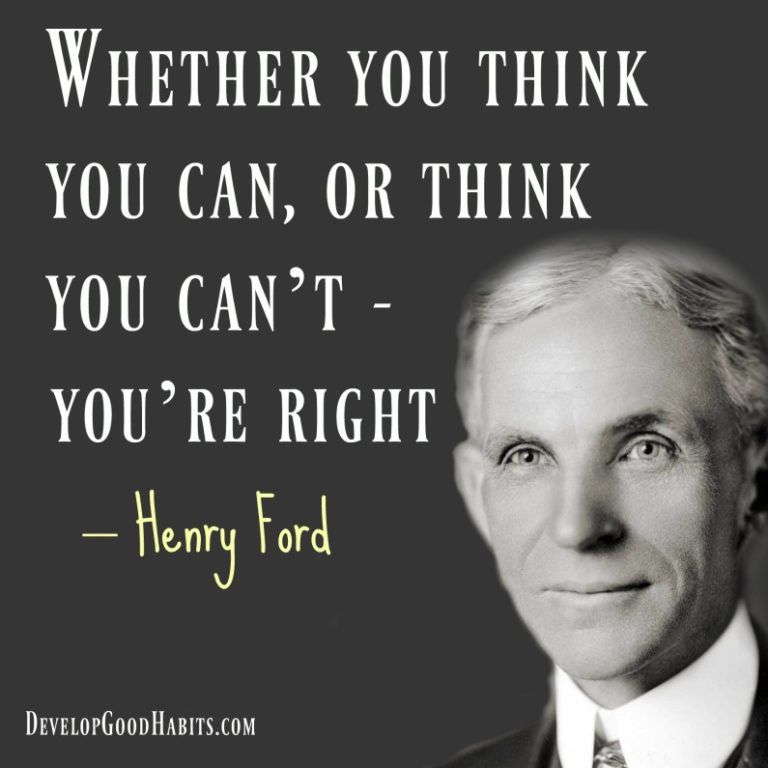 Whether you think
you can, or think
you can't -
you're right
– Henry Ford
DevelopGoodHabits.com